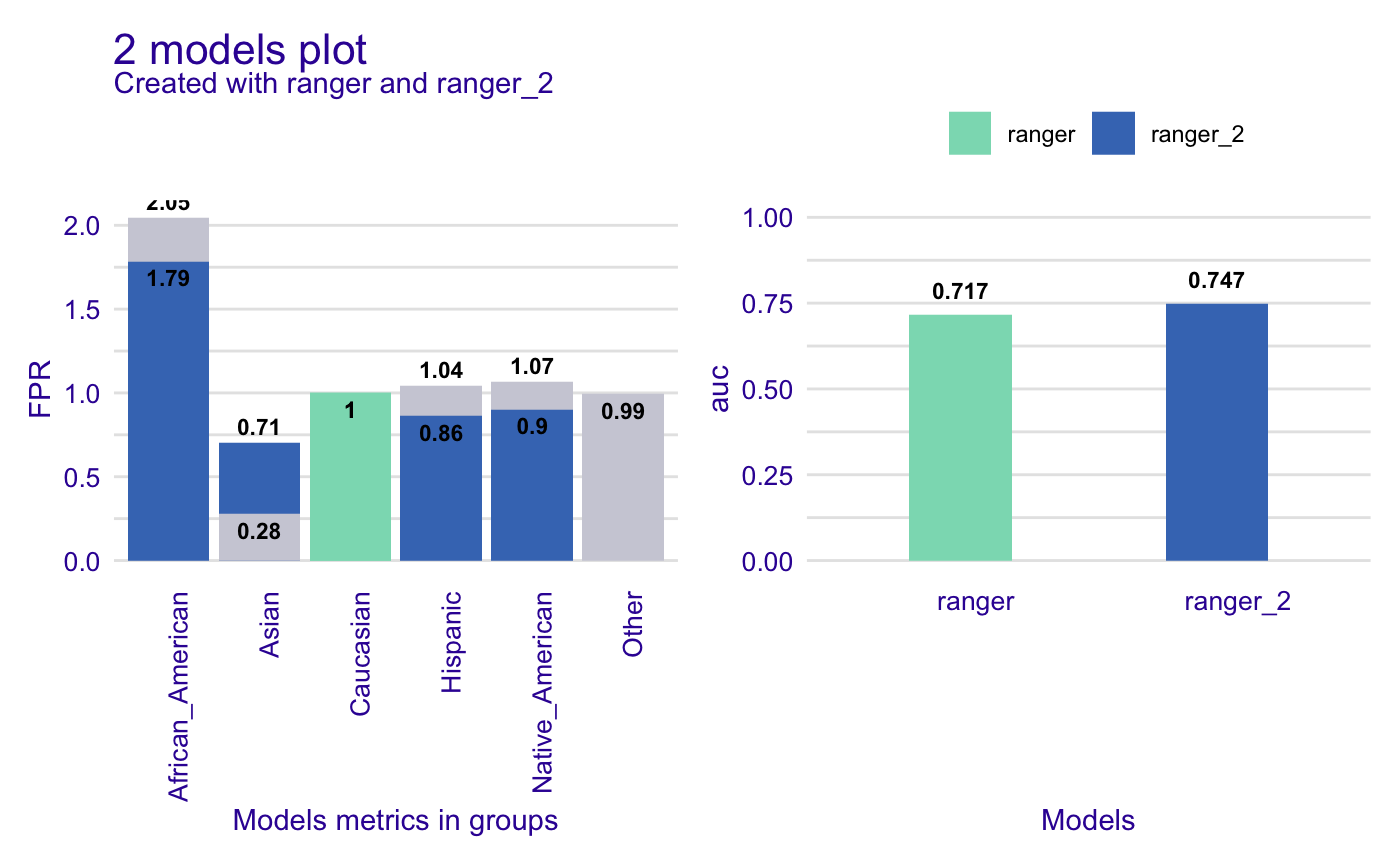 2 models plot
Created with ranger and ranger_2
ranger ranger_2
FPR
2.0
1.5
1.0
0.5
0.0
2.05
1.79
0.71
0.28
1
1.04
0.86
1.07
0.9
0.99
African_American
Asian
Caucasian
Hispanic
Native_American
Other
Models metrics in groups
auc
1.00
0.75
0.50
0.25
0.00
0.717
0.747
ranger
ranger_2
Models